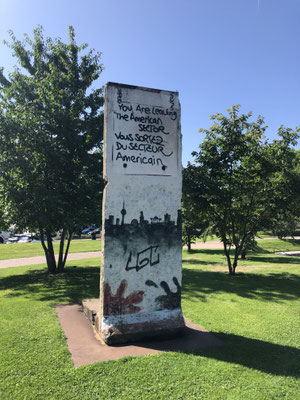 You Are Leaving
The American
SECTOR
Vous SORTEZ
Du SECTEUR
Americain